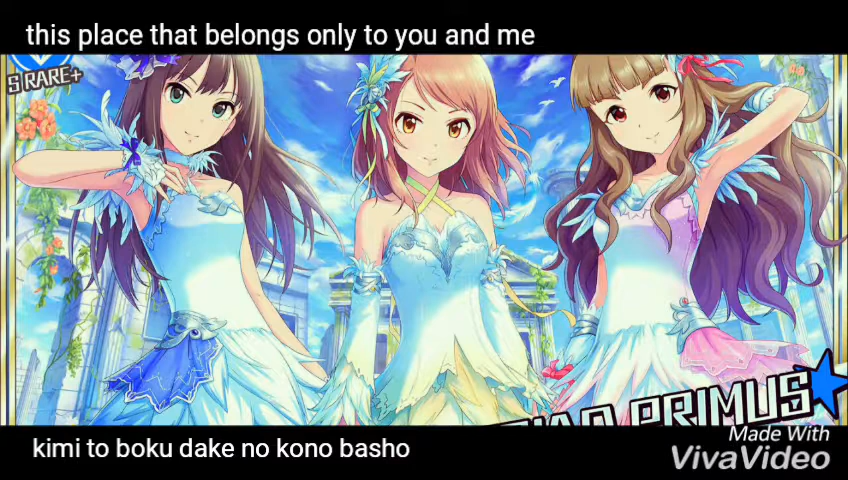 this place that belongs only to you and me
S RARE+
PRIMUS
kimi to boku dake no kono basho
Made With
VivaVideo